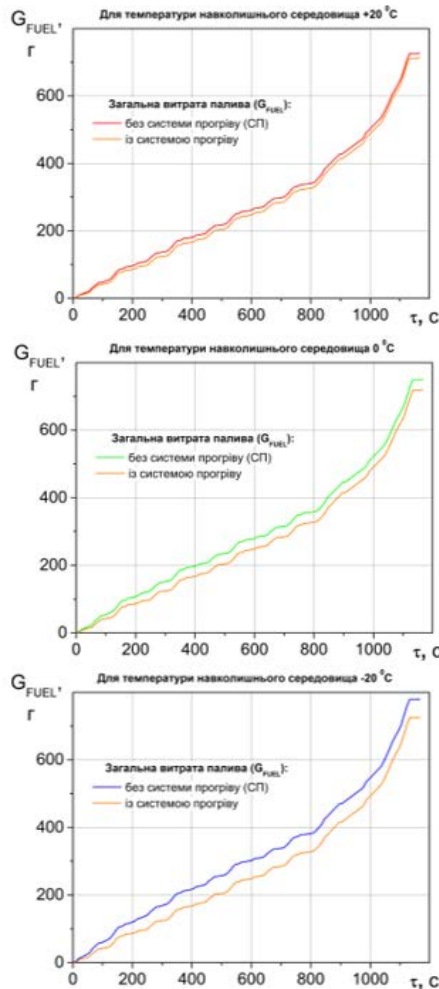 Для температури навколишнього середовища +20 °C
G_FUEL, г
Загальна витрата палива (G_FUEL):
без системи прогріву (СП)
із системою прогріву
600
400
200
0
0 200 400 600 800 1000
τ, с
Для температури навколишнього середовища 0 °C
G_FUEL, г
Загальна витрата палива (G_FUEL):
без системи прогріву (СП)
із системою прогріву
600
400
200
0
0 200 400 600 800 1000
τ, с
Для температури навколишнього середовища -20 °C
G_FUEL, г
Загальна витрата палива (G_FUEL):
без системи прогріву (СП)
із системою прогріву
600
400
200
0
0 200 400 600 800 1000
τ, с